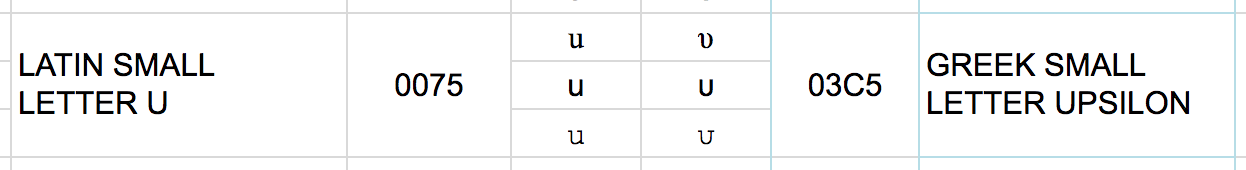 LATIN SMALL
LETTER U
0075
u υ
u υ
u υ
03C5
GREEK SMALL
LETTER UPSILON